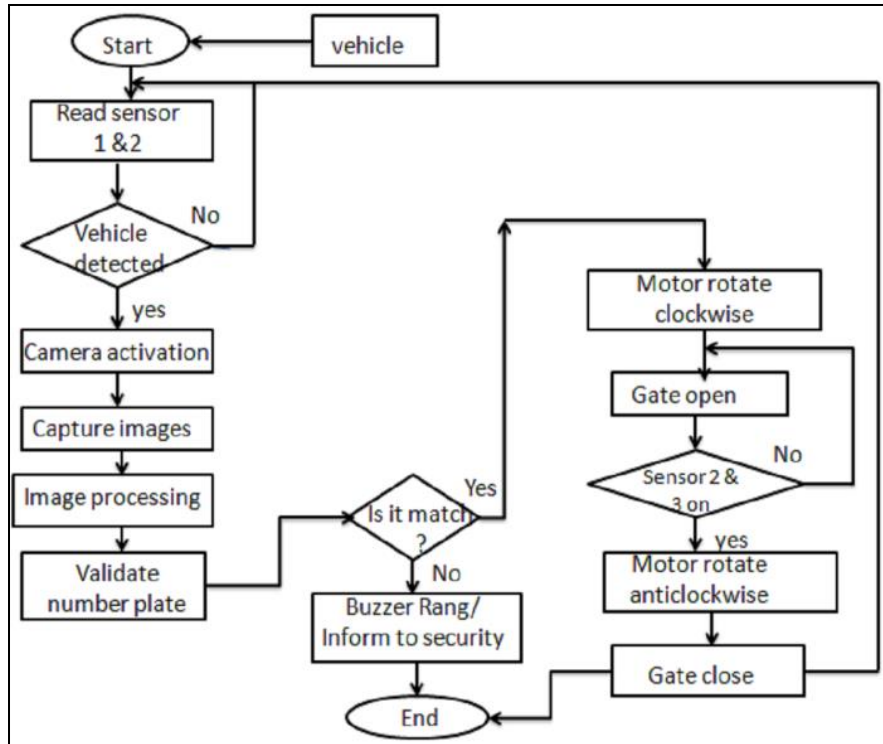 Start
vehicle
Read sensor
1 &2
Vehicle
detected
No
yes
Camera activation
Capture images
Image processing
Validate
number plate
Is it match
?
Yes
No
Buzzer Rang/
Inform to security
End
Motor rotate
clockwise
Gate open
Sensor 2 &
3 on
No
yes
Motor rotate
anticlockwise
Gate close